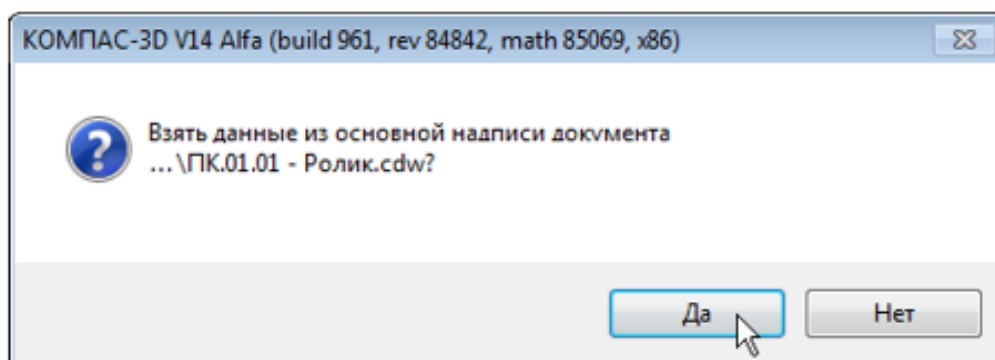 КОМПАС-3D V14 Alfa (build 961, rev 84842, math 85069, x86)
Взять данные из основной надписи документа
...\ПК.01.01 - Ролик.cdw?
Да
Нет